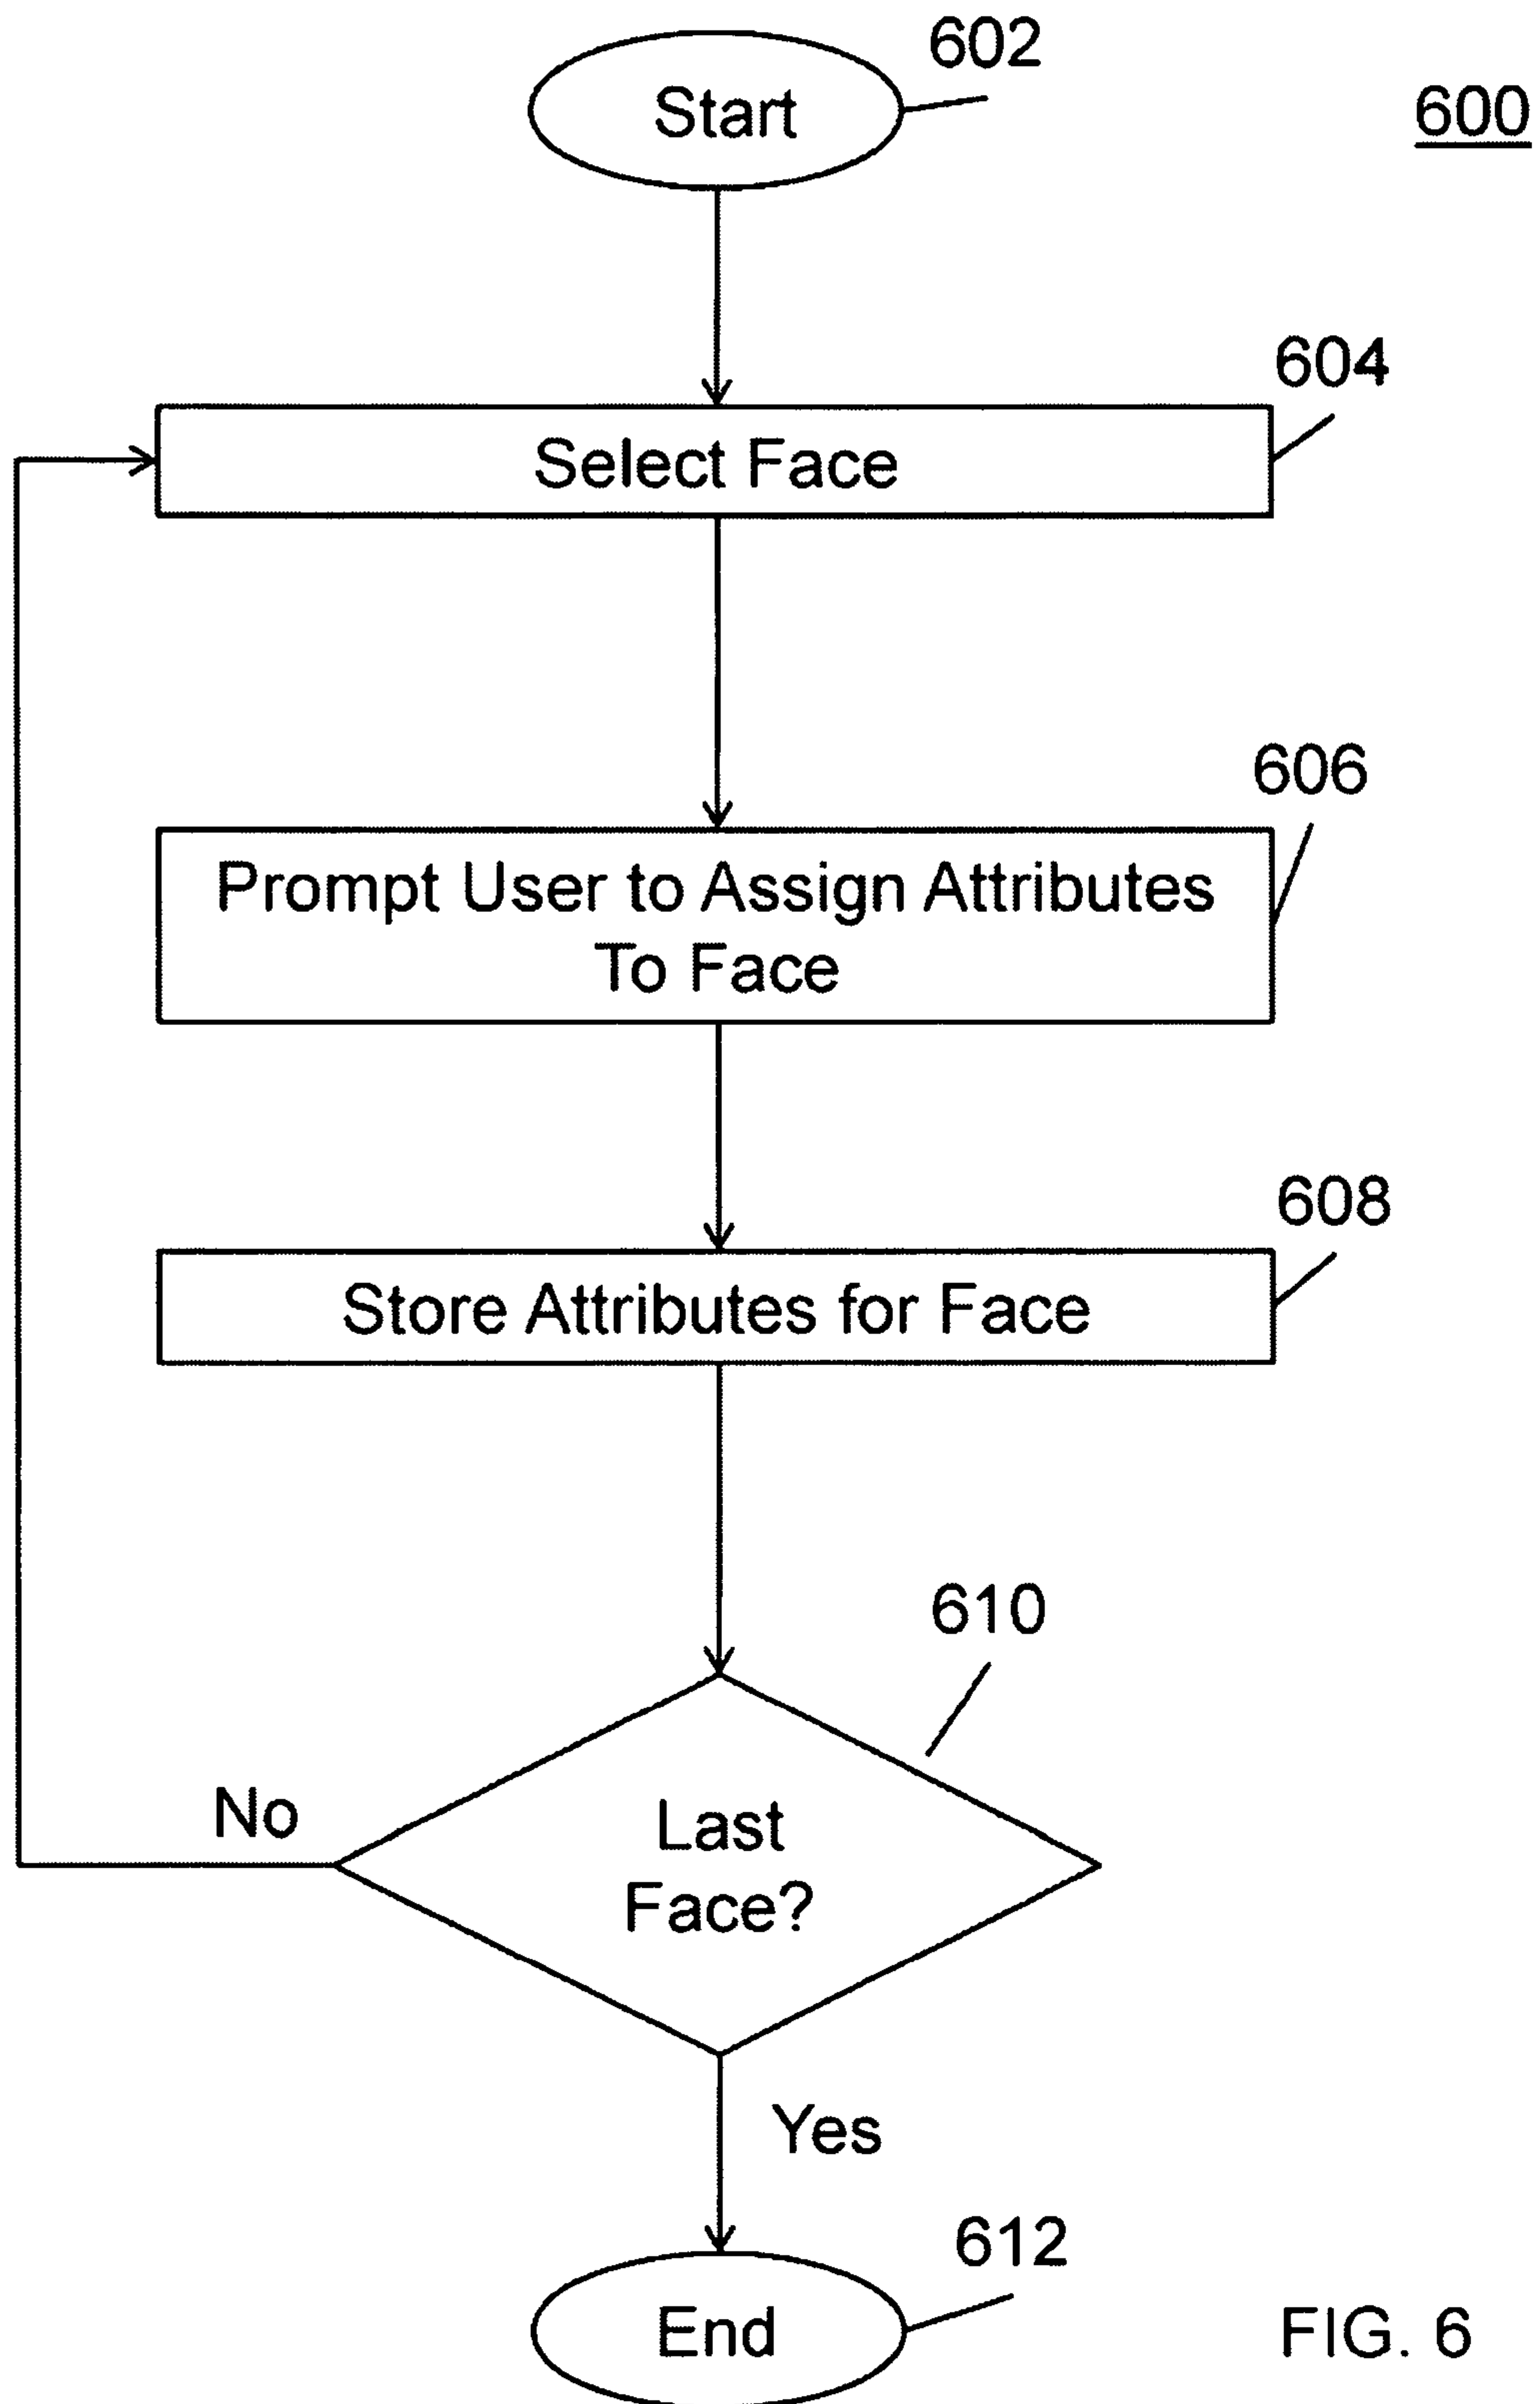 602
Start
600
604
Select Face
606
Prompt User to Assign Attributes
To Face
608
Store Attributes for Face
610
No
Last
Face?
Yes
612
End
FIG. 6